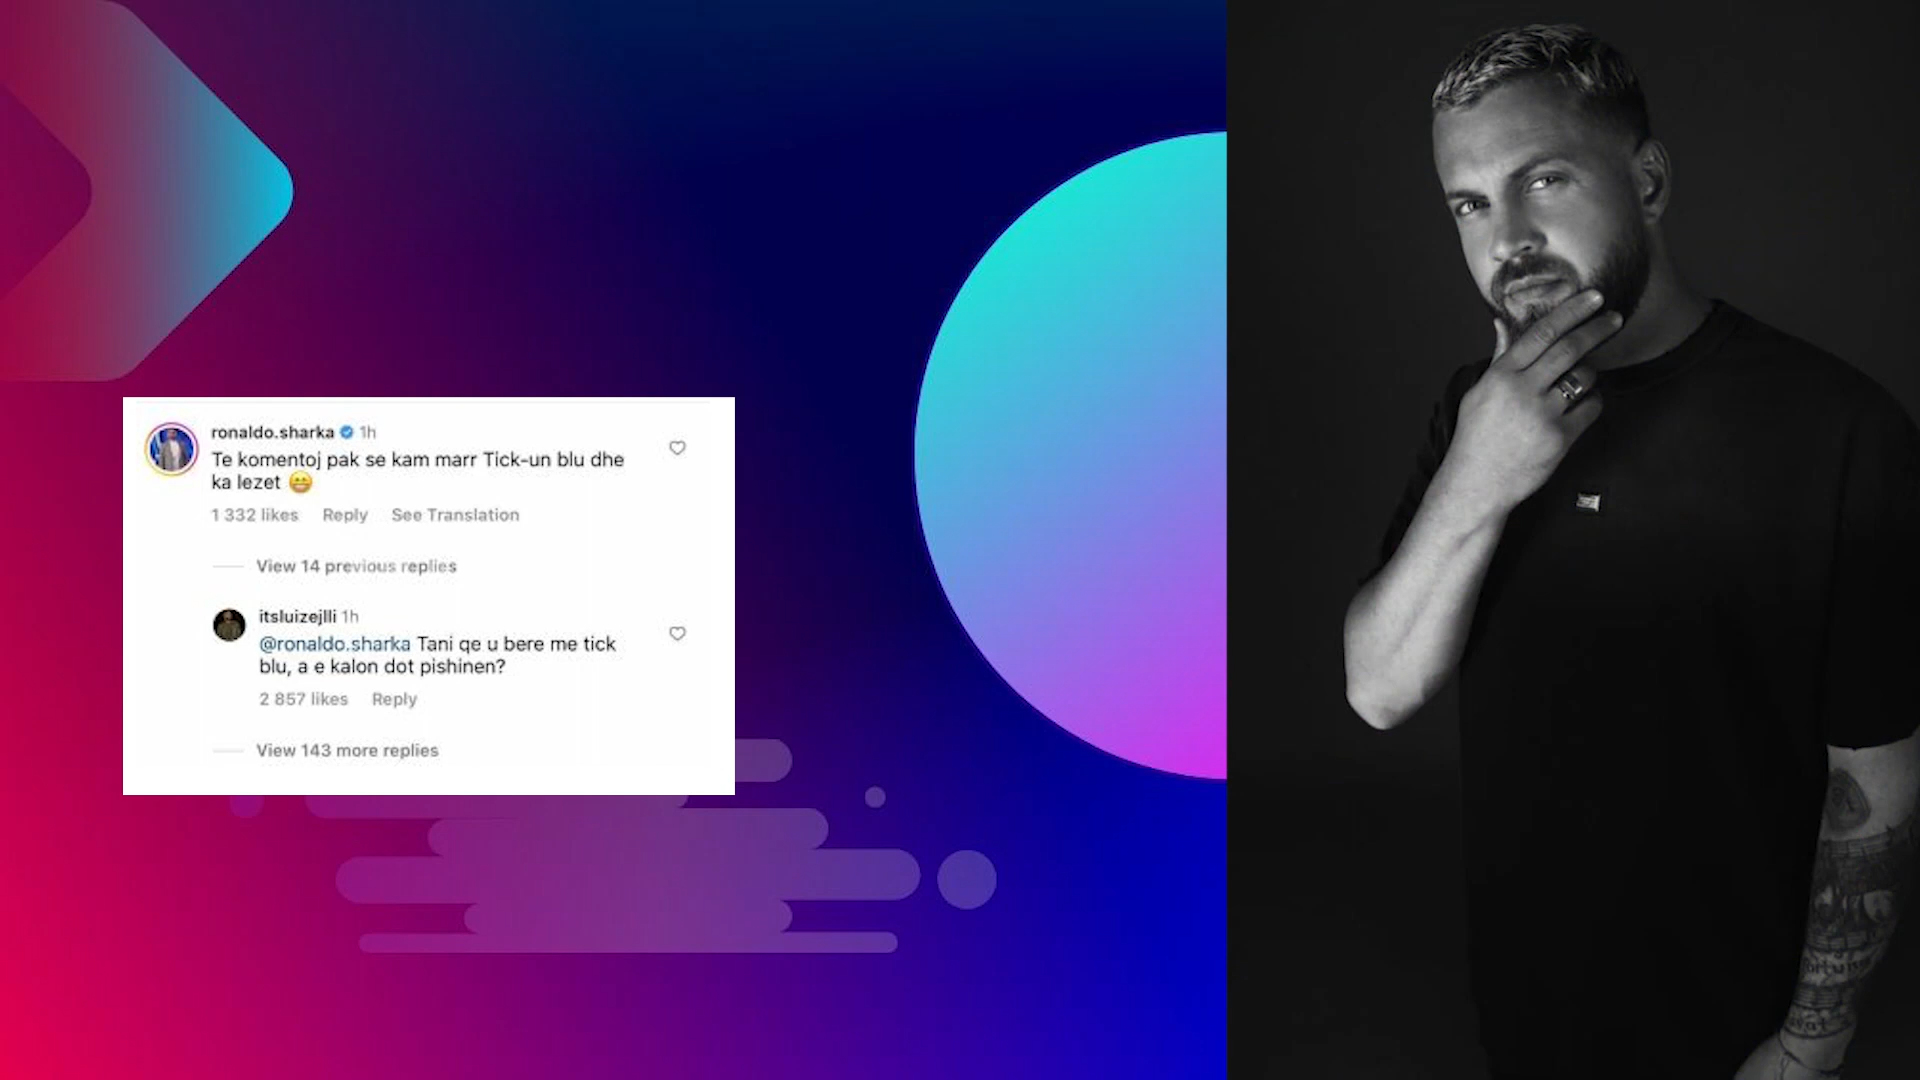 ronaldo.sharka 1h
Te komentoj pak se kam marr Tick-un blu dhe
ka lezet 😁
1 332 likes Reply See Translation
View 14 previous replies
itsluizejlli 1h
@ronaldo.sharka Tani qe u bere me tick
blu, a e kalon dot pishinen?
2 857 likes Reply
View 143 more replies